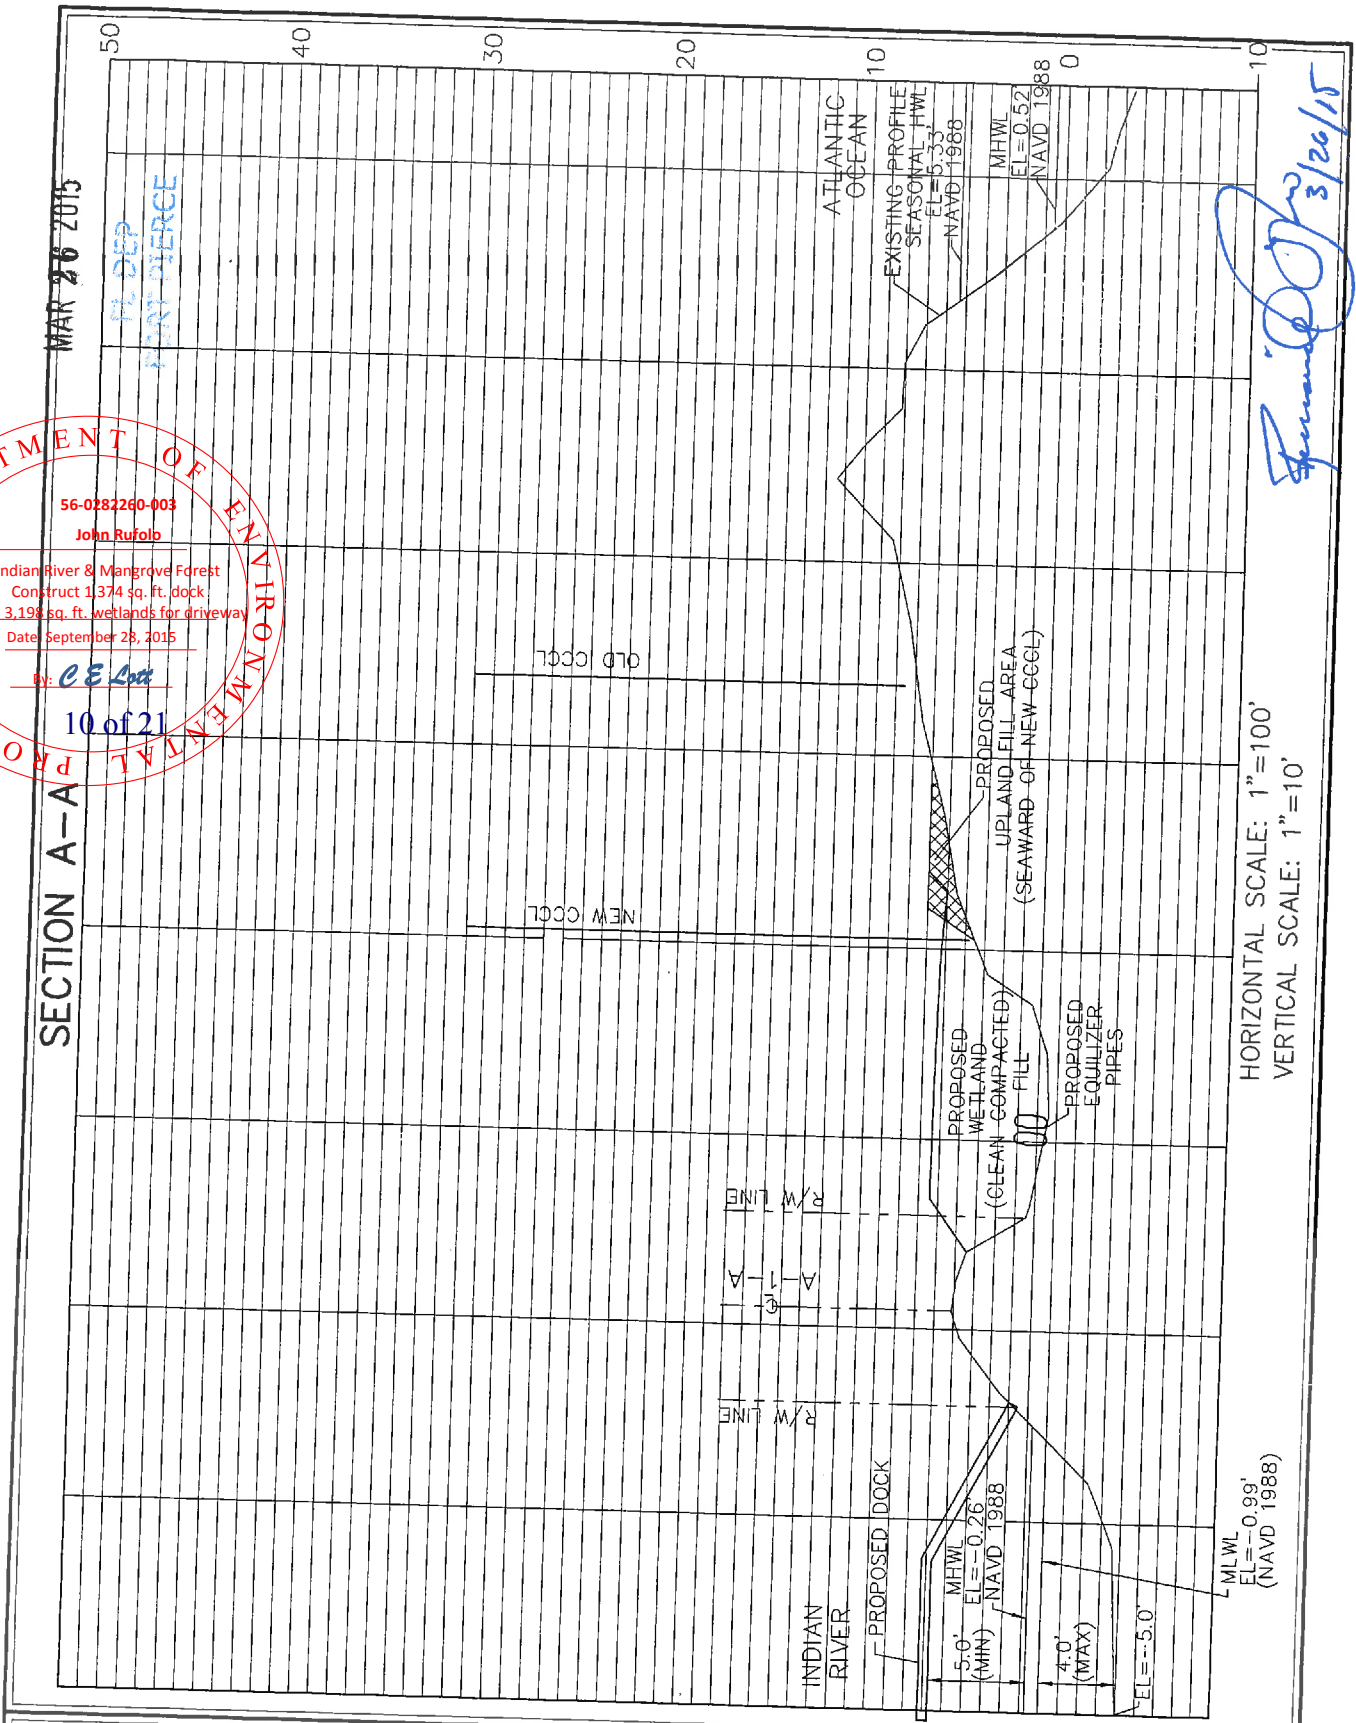 SECTION A-A
MAR 26 2015
FL DEP
PORT PIERCE
TMENT OF ENVIRONMENTAL PRO
56-0282260-003
John Rufolo
ndian River & Mangrove Forest
Construct 1,374 sq. ft. dock
3,198 sq. ft. wetlands for driveway
Date: September 28, 2015
By: C E Lott
10 of 21
50
40
30
20
10
0
10
ATLANTIC
OCEAN
EXISTING PROFILE
SEASONAL HWL
EL=5.33'
NAVD 1988
MHWL
EL=0.52'
NAVD 1988
OLD CCCL
NEW CCCL
PROPOSED
UPLAND FILL AREA
(SEAWARD OF NEW CCCL)
PROPOSED
WETLAND
(CLEAN COMPACTED)
FILL
PROPOSED
EQUILIZER
PIPES
R/W LINE
A-1-A
R/W LINE
INDIAN
RIVER
PROPOSED DOCK
5.0'
(MIN)
MHWL
EL=-0.26
NAVD 1988
4.0'
(MAX)
EL=-5.0'
MLWL
EL=-0.99'
(NAVD 1988)
HORIZONTAL SCALE: 1"=100'
VERTICAL SCALE: 1"=10'
3/26/15